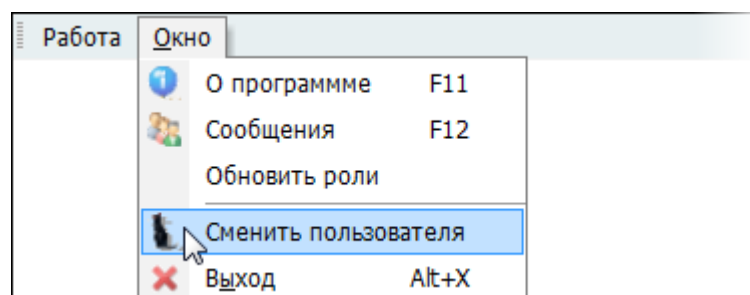 Работа Окно
О программме F11
Сообщения F12
Обновить роли
Сменить пользователя
Выход Alt+X